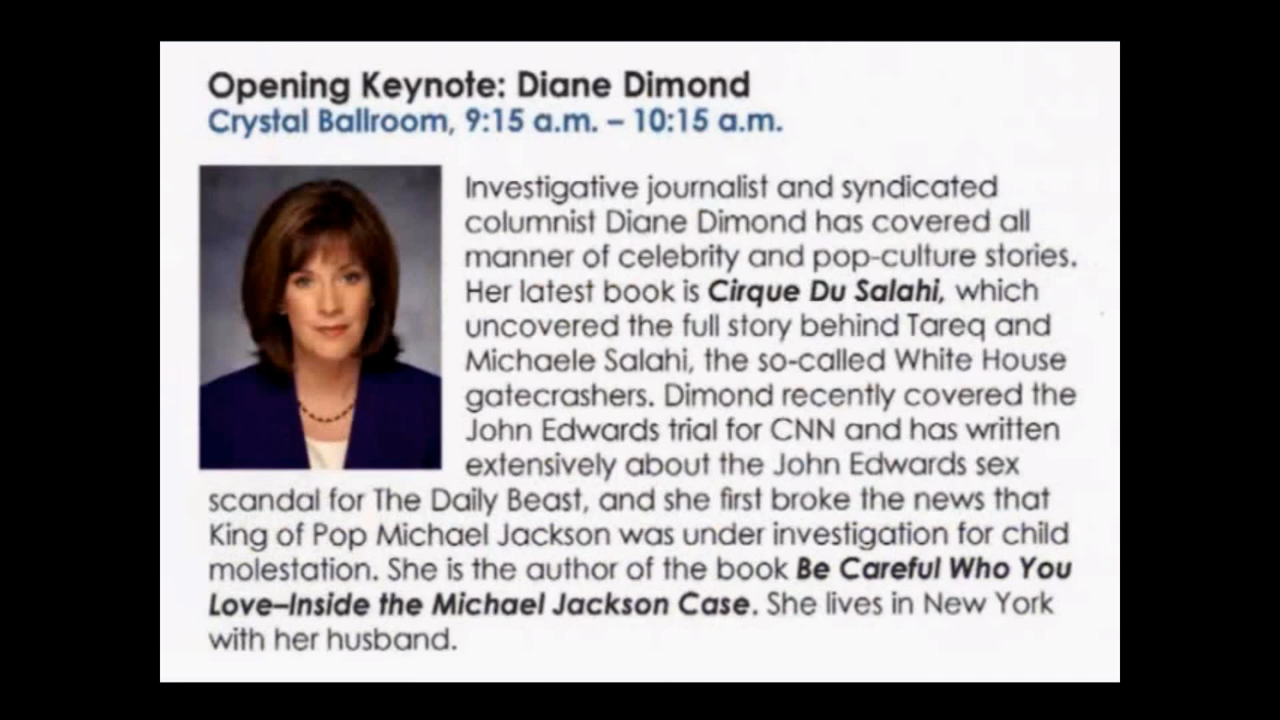 Opening Keynote: Diane Dimond
Crystal Ballroom, 9:15 a.m. – 10:15 a.m.
Investigative journalist and syndicated
columnist Diane Dimond has covered all
manner of celebrity and pop-culture stories.
Her latest book is Cirque Du Salahi, which
uncovered the full story behind Tareq and
Michaele Salahi, the so-called White House
gatecrashers. Dimond recently covered the
John Edwards trial for CNN and has written
extensively about the John Edwards sex
scandal for The Daily Beast, and she first broke the news that
King of Pop Michael Jackson was under investigation for child
molestation. She is the author of the book Be Careful Who You
Love–Inside the Michael Jackson Case. She lives in New York
with her husband.